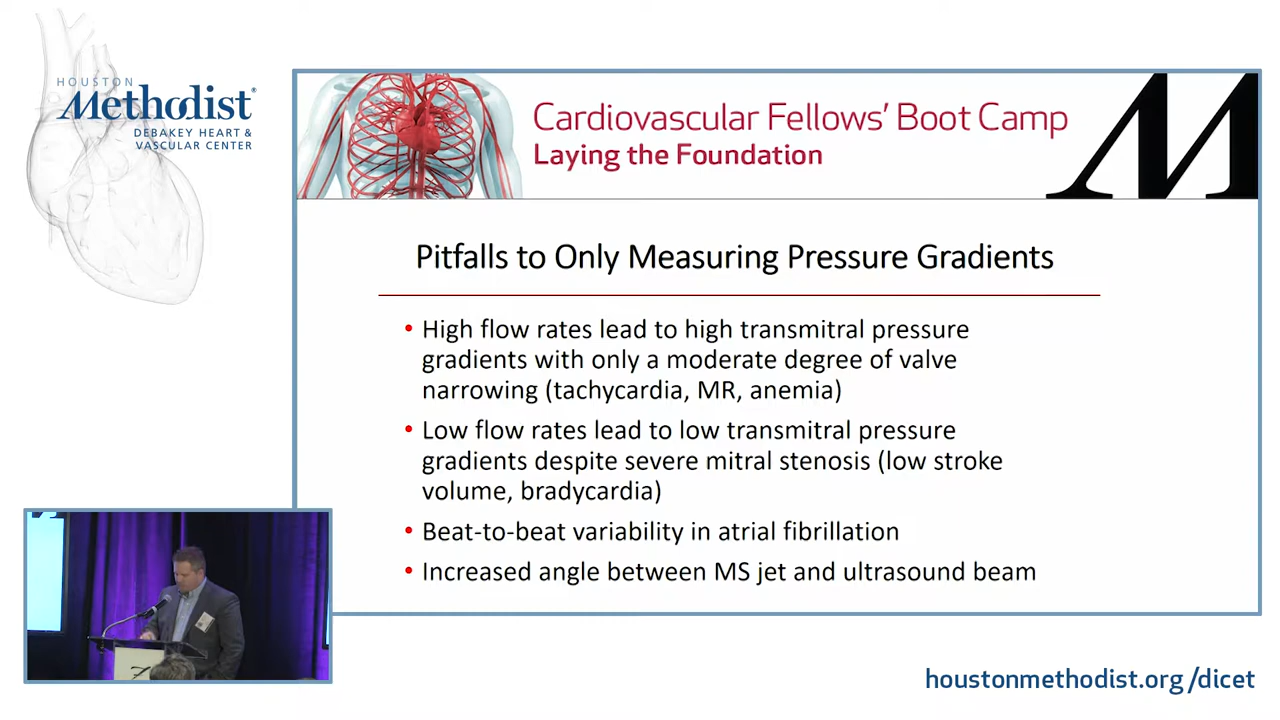 HOUSTON
Methodist®
DEBAKEY HEART &
VASCULAR CENTER
Cardiovascular Fellows' Boot Camp
Laying the Foundation
M
Pitfalls to Only Measuring Pressure Gradients
• High flow rates lead to high transmitral pressure
gradients with only a moderate degree of valve
narrowing (tachycardia, MR, anemia)
• Low flow rates lead to low transmitral pressure
gradients despite severe mitral stenosis (low stroke
volume, bradycardia)
• Beat-to-beat variability in atrial fibrillation
• Increased angle between MS jet and ultrasound beam
houstonmethodist.org/dicet